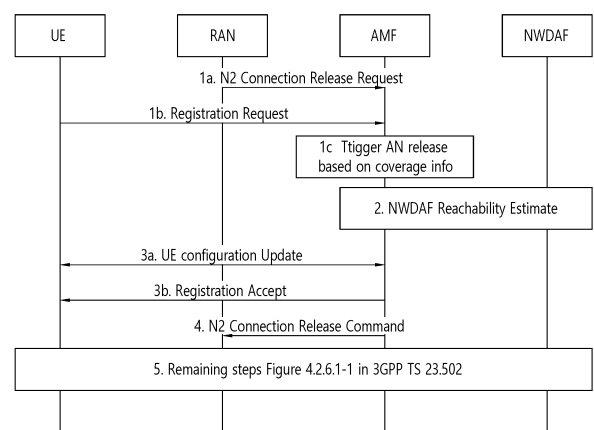 UE
RAN
AMF
NWDAF
1a. N2 Connection Release Request
1b. Registration Request
1c Ttigger AN release
based on coverage info
2. NWDAF Reachability Estimate
3a. UE configuration Update
3b. Registration Accept
4. N2 Connection Release Command
5. Remaining steps Figure 4.2.6.1-1 in 3GPP TS 23.502